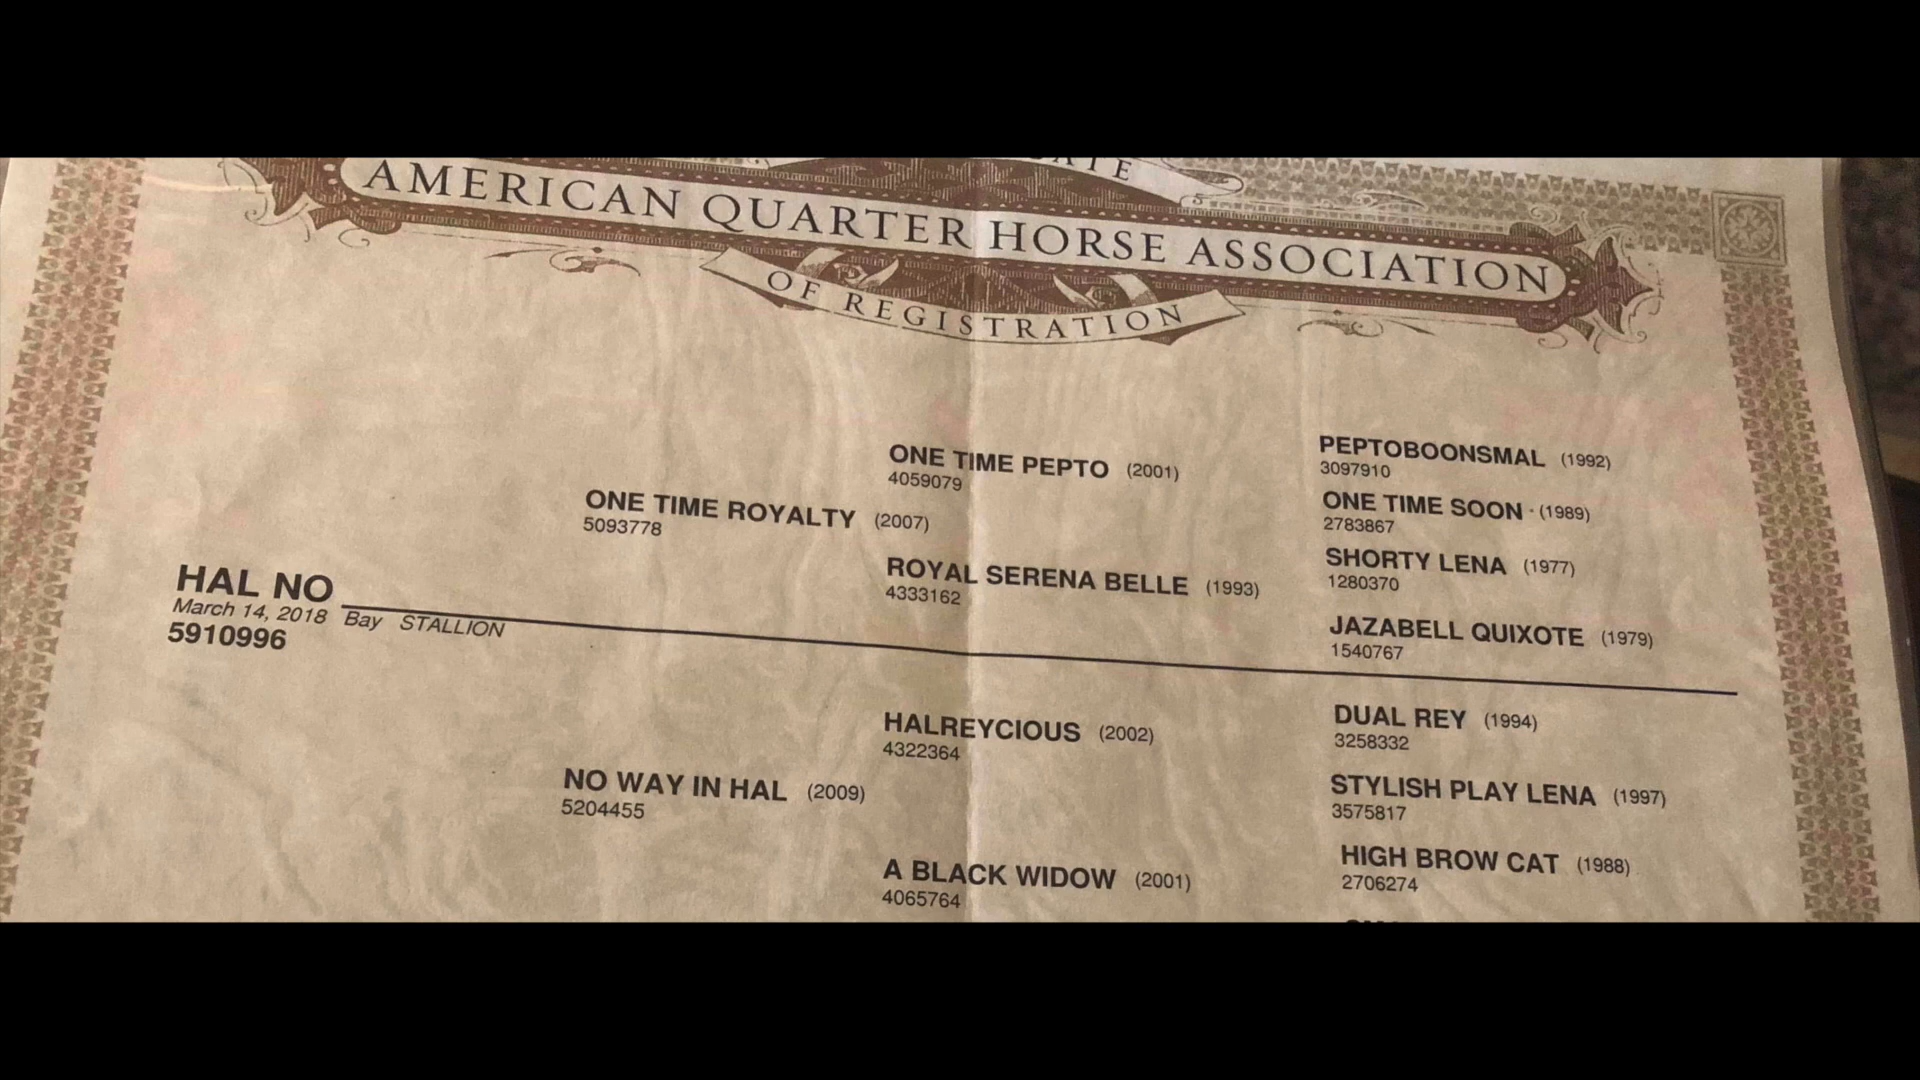 AMERICAN QUARTER HORSE ASSOCIATION
OF REGISTRATION
ONE TIME PEPTO (2001)
4059079
PEPTOBOONSMAL (1992)
3097910
ONE TIME ROYALTY (2007)
5093778
ONE TIME SOON (1989)
2783867
ROYAL SERENA BELLE (1993)
4333162
SHORTY LENA (1977)
1280370
HAL NO
March 14, 2018 Bay STALLION
5910996
JAZABELL QUIXOTE (1979)
1540767
HALREYCIOUS (2002)
4322364
DUAL REY (1994)
3258332
NO WAY IN HAL (2009)
5204455
STYLISH PLAY LENA (1997)
3575817
A BLACK WIDOW (2001)
4065764
HIGH BROW CAT (1988)
2706274